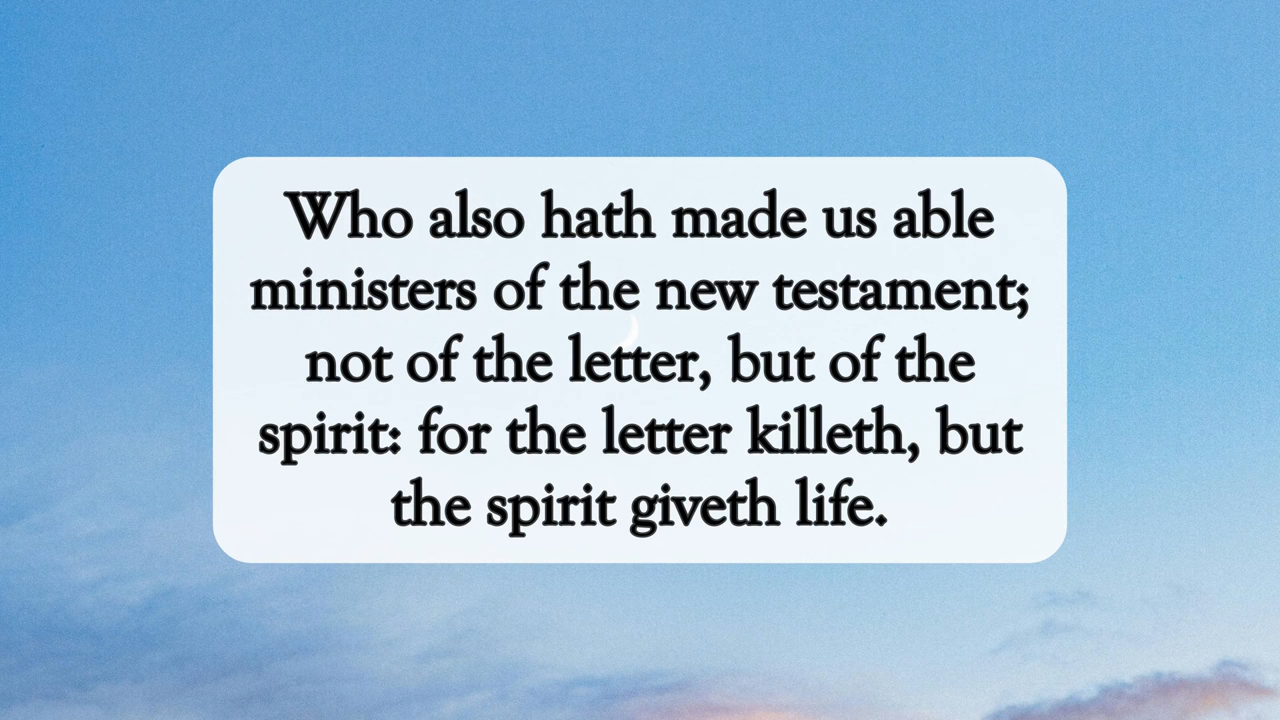 Who also hath made us able
ministers of the new testament;
not of the letter, but of the
spirit: for the letter killeth, but
the spirit giveth life.